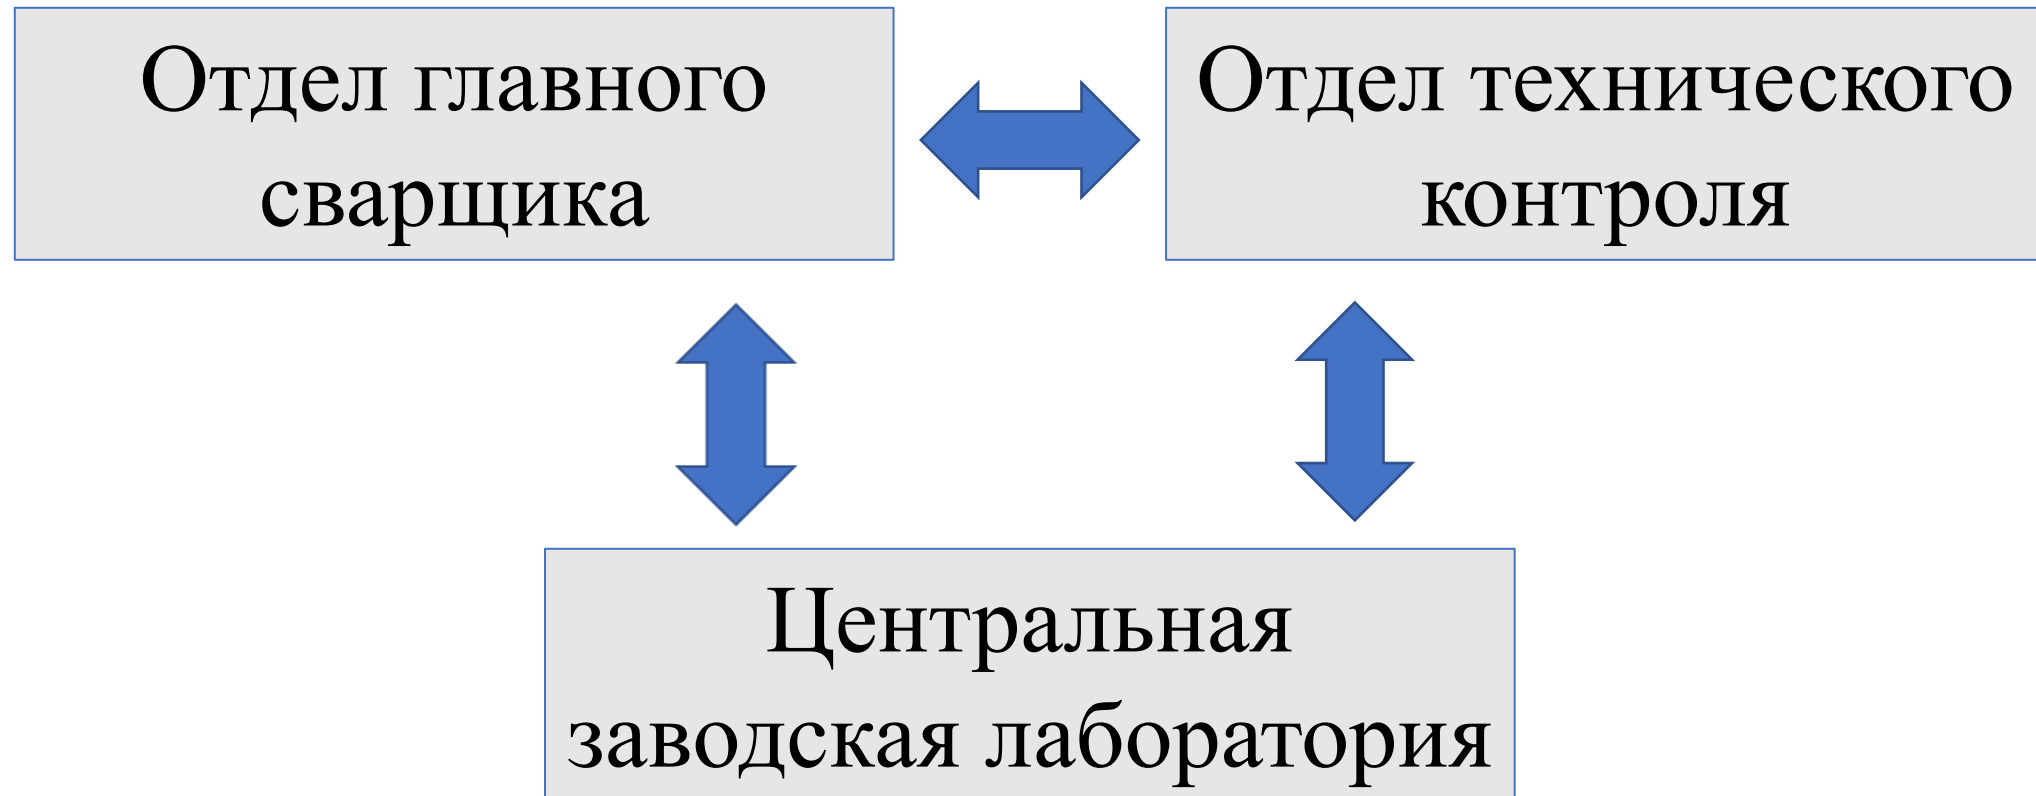 Отдел главного
сварщика
Отдел технического
контроля
Центральная
заводская лаборатория